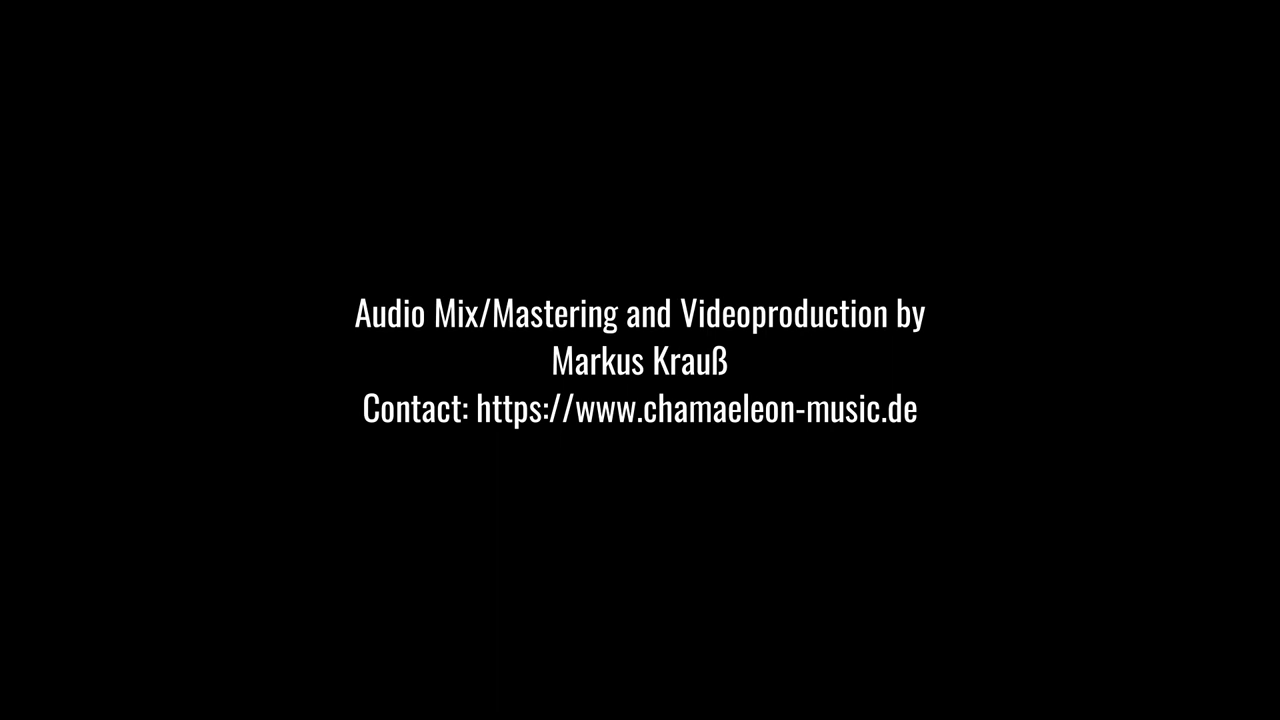 Audio Mix/Mastering and Videoproduction by
Markus Krauß
Contact: https://www.chamaeleon-music.de